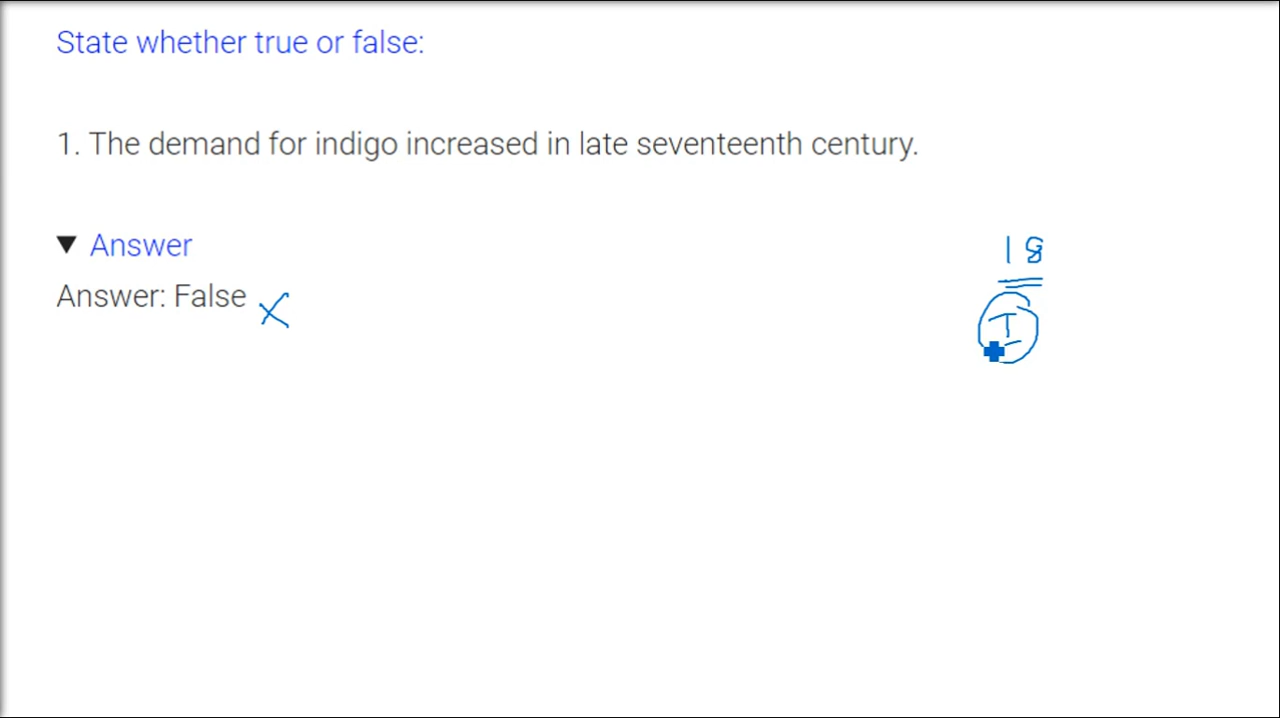 State whether true or false:
1. The demand for indigo increased in late seventeenth century.
▼ Answer
Answer: False X
18
I